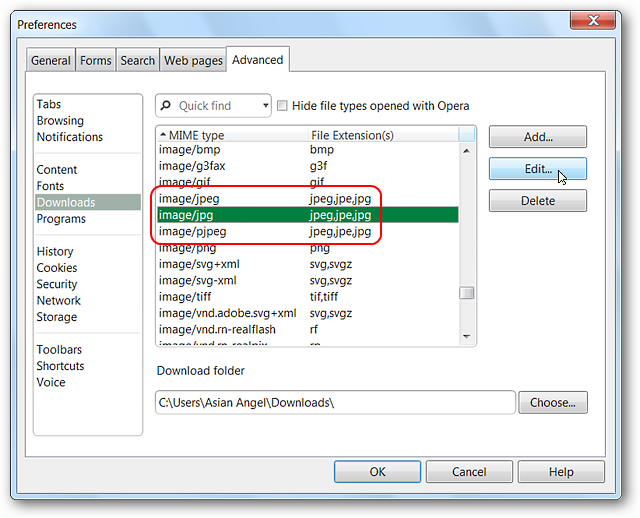 Preferences
General Forms Search Web pages Advanced
Tabs
Browsing
Notifications
Content
Fonts
Downloads
Programs
History
Cookies
Security
Network
Storage
Toolbars
Shortcuts
Voice
Quick find
Hide file types opened with Opera
MIME type File Extension(s)
image/bmp bmp
image/g3fax g3f
image/gif gif
image/jpeg jpeg,jpe,jpg
image/jpg jpeg,jpe,jpg
image/pjpeg jpeg,jpe,jpg
image/png png
image/svg+xml svg,svgz
image/svg-xml svg,svgz
image/tiff tif,tiff
image/vnd.adobe.svg+xml svg,svgz
image/vnd.rn-realflash rf
image/vnd.rn-realpix rp
Add...
Edit...
Delete
Download folder
C:\Users\Asian Angel\Downloads\
Choose...
OK Cancel Help